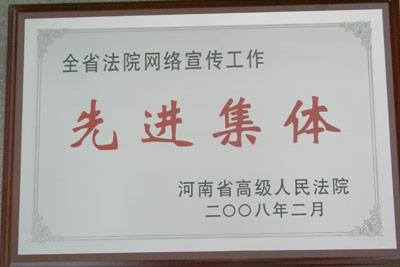 全省法院网络宣传工作
先进集体
河南省高级人民法院
二〇〇八年二月